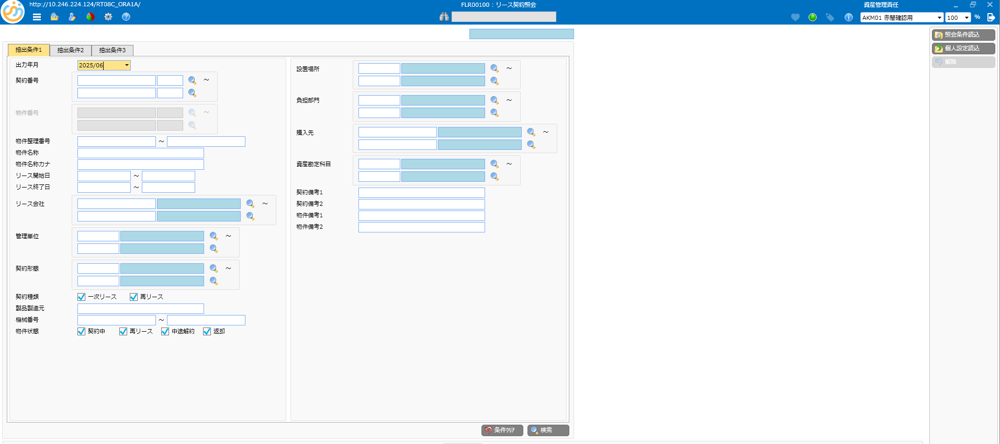 http://10.246.224.124/RT08C_ORA1A/
FLR00100 : リース契約照会
資産管理責任
AKM01 赤間確認用
100
%
照会条件読込
個人設定読込
解除
抽出条件1
抽出条件2
抽出条件3
出力年月
2025/06
契約番号
～
物件番号
～
物件整理番号
～
物件名称
物件名称カナ
リース開始日
～
リース終了日
～
リース会社
～
管理単位
～
契約形態
～
契約種類
一次リース
再リース
製品製造元
機械番号
～
物件状態
契約中
再リース
中途解約
返却
設置場所
～
負担部門
～
購入先
～
資産勘定科目
～
契約備考1
契約備考2
物件備考1
物件備考2
条件ｸﾘｱ
検索